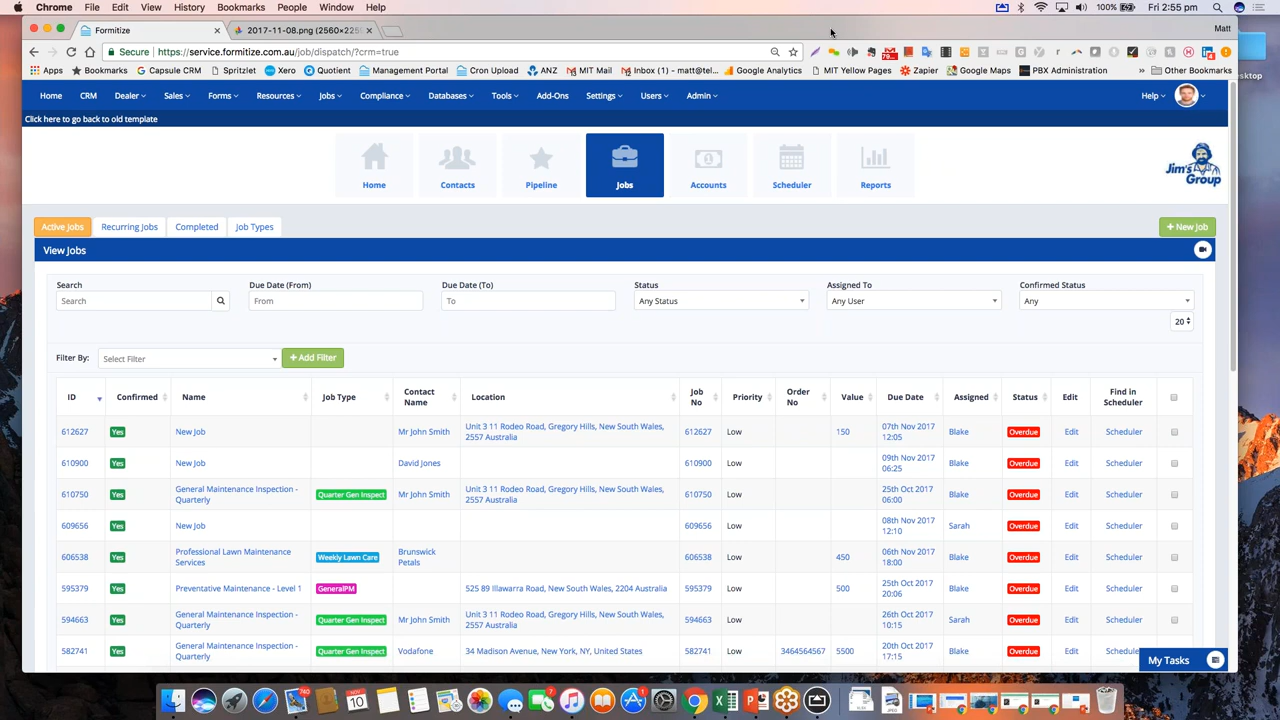 Chrome File Edit View History Bookmarks People Window Help 100% Fri 2:55 pm
Formitize 2017-11-08.png (2560×225 Matt
Secure https://service.formitize.com.au/job/dispatch/?crm=true
Apps Bookmarks Capsule CRM Spritzlet Xero Quotient Management Portal Cron Upload ANZ MIT Mail Inbox (1) - matt@tel... Google Analytics MIT Yellow Pages Zapier Google Maps PBX Administration » Other Bookmarks
Home CRM Dealer Sales Forms Resources Jobs Compliance Databases Tools Add-Ons Settings Users Admin Help
Click here to go back to old template
Home Contacts Pipeline Jobs Accounts Scheduler Reports
Jim's Group
Active Jobs Recurring Jobs Completed Job Types + New Job
View Jobs
Search Due Date (From) Due Date (To) Status Assigned To Confirmed Status
Search From To Any Status Any User Any
20
Filter By: Select Filter + Add Filter
ID Confirmed Name Job Type Contact Name Location Job No Priority Order No Value Due Date Assigned Status Edit Find in Scheduler
612627 Yes New Job Mr John Smith Unit 3 11 Rodeo Road, Gregory Hills, New South Wales, 2557 Australia 612627 Low 150 07th Nov 2017 12:05 Blake Overdue Edit Scheduler
610900 Yes New Job David Jones 610900 Low 09th Nov 2017 06:25 Blake Overdue Edit Scheduler
610750 Yes General Maintenance Inspection - Quarterly Quarter Gen Inspect Mr John Smith Unit 3 11 Rodeo Road, Gregory Hills, New South Wales, 2557 Australia 610750 Low 25th Oct 2017 06:00 Blake Overdue Edit Scheduler
609656 Yes New Job 609656 Low 08th Nov 2017 12:10 Sarah Overdue Edit Scheduler
606538 Yes Professional Lawn Maintenance Services Weekly Lawn Care Brunswick Petals 606538 Low 450 06th Nov 2017 18:00 Blake Overdue Edit Scheduler
595379 Yes Preventative Maintenance - Level 1 GeneralPM 525 89 Illawarra Road, New South Wales, 2204 Australia 595379 Low 500 25th Oct 2017 20:06 Blake Overdue Edit Scheduler
594663 Yes General Maintenance Inspection - Quarterly Quarter Gen Inspect Mr John Smith Unit 3 11 Rodeo Road, Gregory Hills, New South Wales, 2557 Australia 594663 Low 26th Oct 2017 10:15 Sarah Overdue Edit Scheduler
582741 Yes General Maintenance Inspection - Quarterly Quarter Gen Inspect Vodafone 34 Madison Avenue, New York, NY, United States 582741 Low 3464564567 5500 20th Oct 2017 17:15 Blake Overdue Edit Scheduler
My Tasks